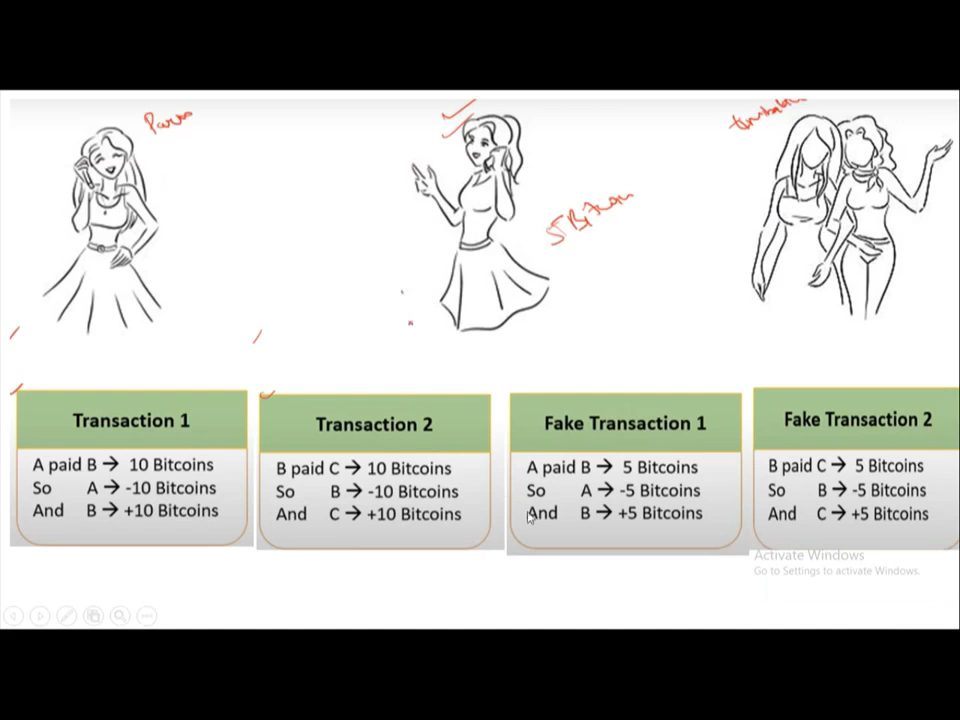 Transaction 1
A paid B → 10 Bitcoins
So A → -10 Bitcoins
And B → +10 Bitcoins
Transaction 2
B paid C → 10 Bitcoins
So B → -10 Bitcoins
And C → +10 Bitcoins
Fake Transaction 1
A paid B → 5 Bitcoins
So A → -5 Bitcoins
And B → +5 Bitcoins
Fake Transaction 2
B paid C → 5 Bitcoins
So B → -5 Bitcoins
And C → +5 Bitcoins
Activate Windows
Go to Settings to activate Windows.